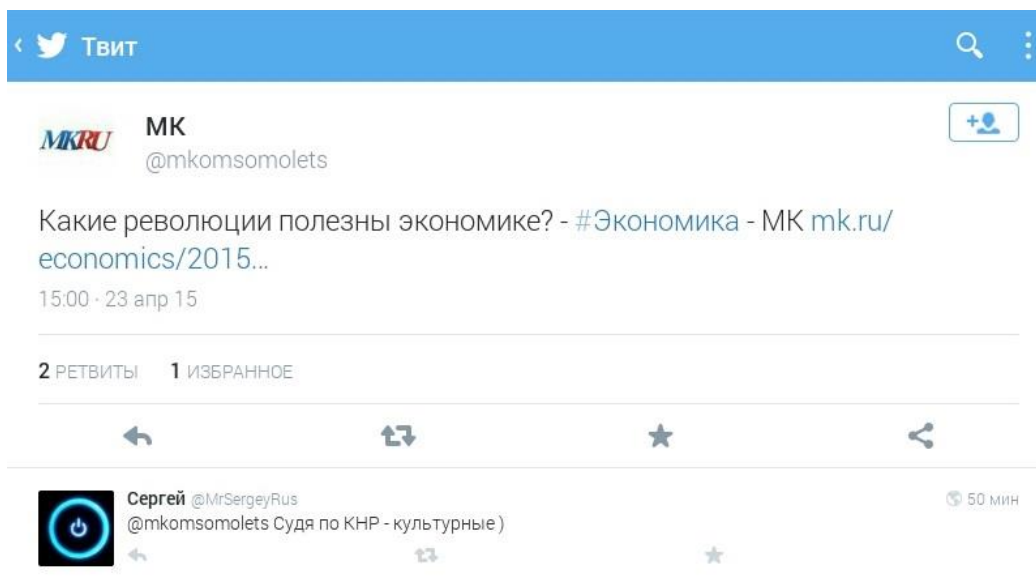 Твит
MKRU
МК
@mkomsomolets
Какие революции полезны экономике? - #Экономика - МК mk.ru/
economics/2015...
15:00 · 23 апр 15
2 РЕТВИТЫ 1 ИЗБРАННОЕ
Сергей @MrSergeyRus 50 мин
@mkomsomolets Судя по КНР - культурные )